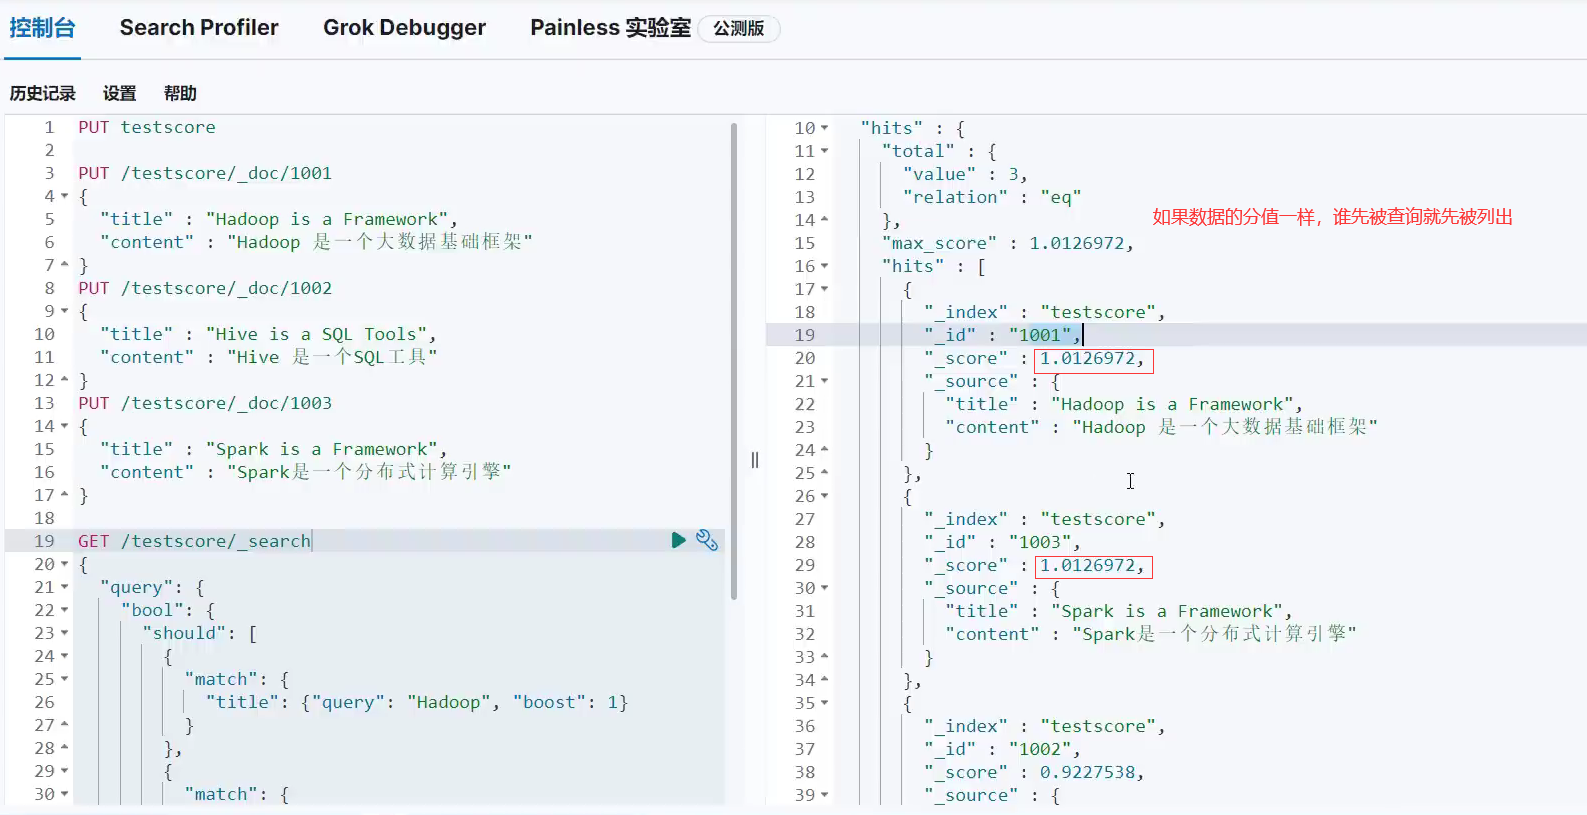 控制台 Search Profiler Grok Debugger Painless 实验室 公测版
历史记录 设置 帮助
1 PUT testscore
2
3 PUT /testscore/_doc/1001
4 {
5 "title" : "Hadoop is a Framework",
6 "content" : "Hadoop 是一个大数据基础框架"
7 }
8 PUT /testscore/_doc/1002
9 {
10 "title" : "Hive is a SQL Tools",
11 "content" : "Hive 是一个SQL工具"
12 }
13 PUT /testscore/_doc/1003
14 {
15 "title" : "Spark is a Framework",
16 "content" : "Spark是一个分布式计算引擎"
17 }
18
19 GET /testscore/_search
20 {
21 "query": {
22 "bool": {
23 "should": [
24 {
25 "match": {
26 "title": {"query": "Hadoop", "boost": 1}
27 }
28 },
29 {
30 "match": {
10 "hits" : {
11 "total" : {
12 "value" : 3,
13 "relation" : "eq"
14 },
如果数据的分值一样，谁先被查询就先被列出
15 "max_score" : 1.0126972,
16 "hits" : [
17 {
18 "_index" : "testscore",
19 "_id" : "1001",
20 "_score" : 1.0126972,
21 "_source" : {
22 "title" : "Hadoop is a Framework",
23 "content" : "Hadoop 是一个大数据基础框架"
24 }
25 },
26 {
27 "_index" : "testscore",
28 "_id" : "1003",
29 "_score" : 1.0126972,
30 "_source" : {
31 "title" : "Spark is a Framework",
32 "content" : "Spark是一个分布式计算引擎"
33 }
34 },
35 {
36 "_index" : "testscore",
37 "_id" : "1002",
38 "_score" : 0.9227538,
39 "_source" : {